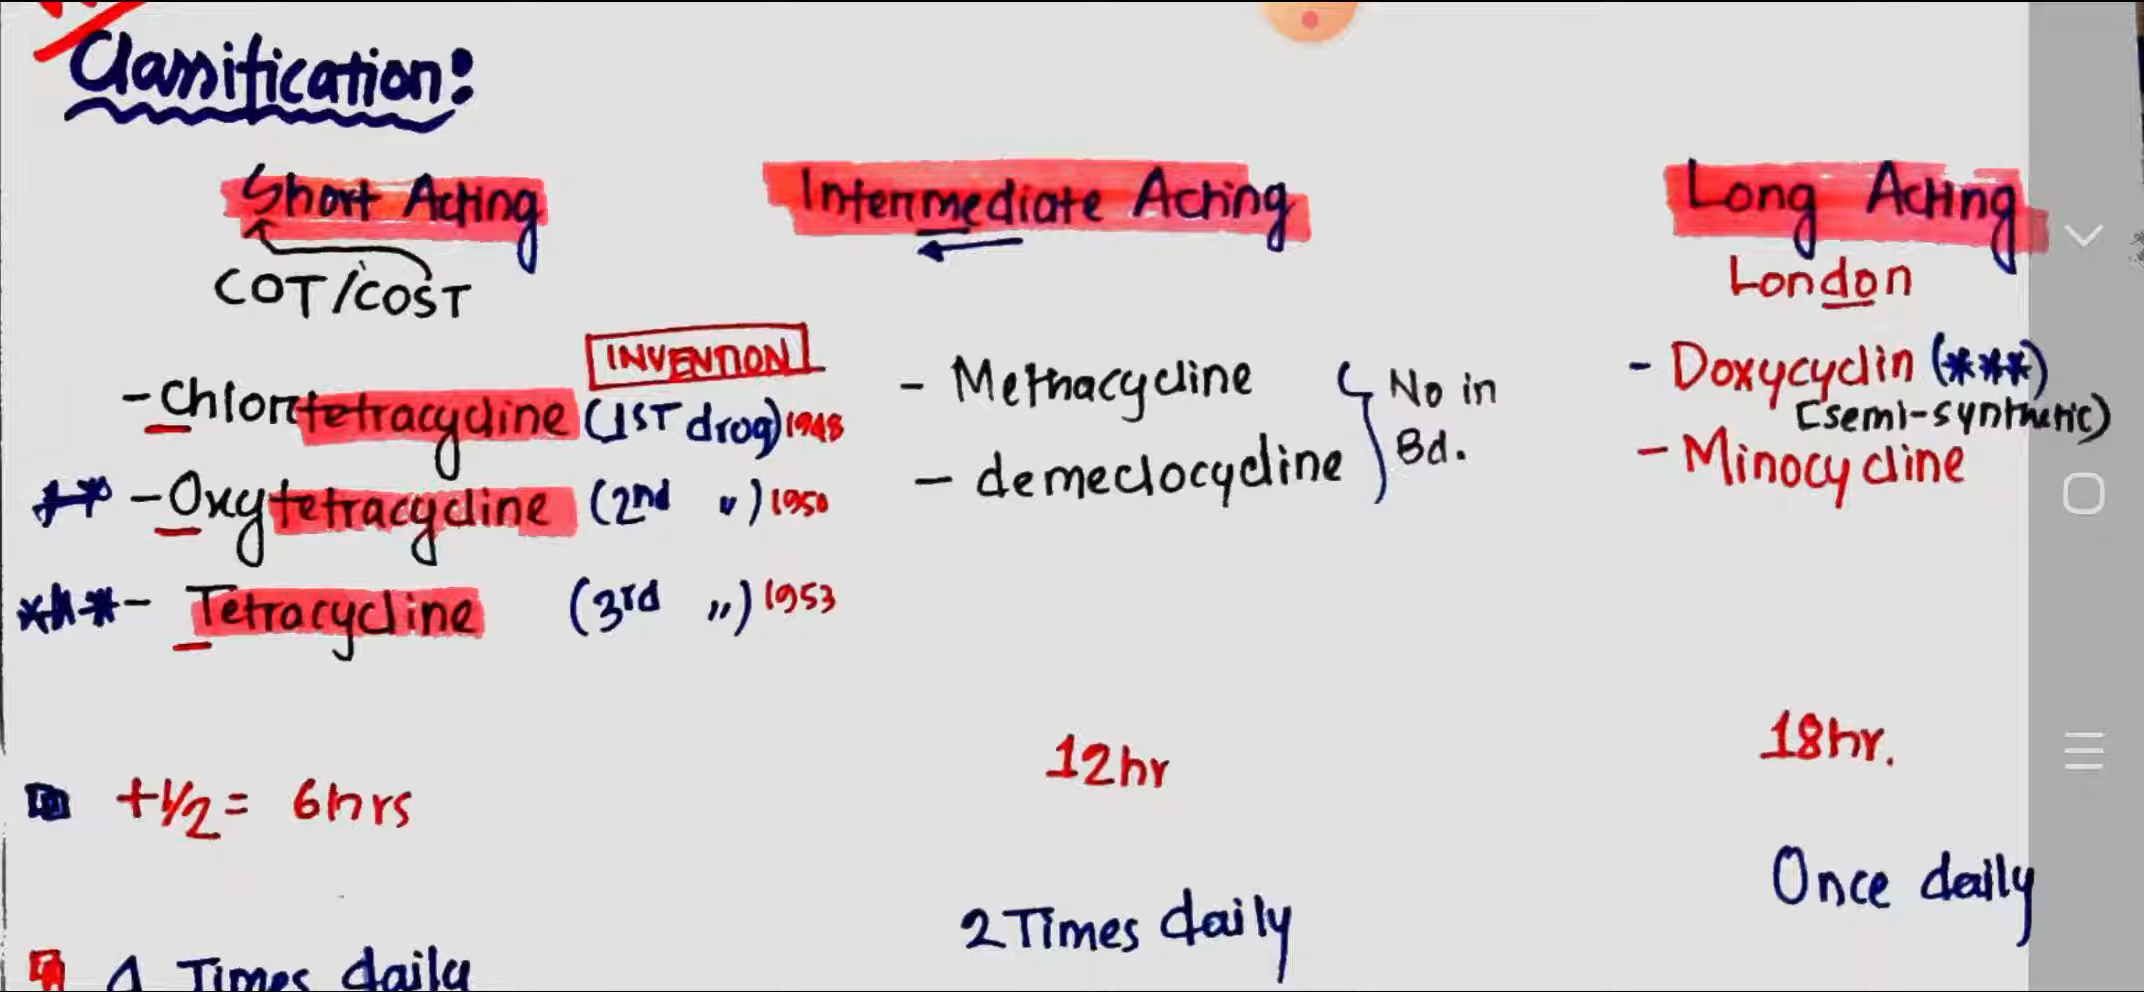 Classification:
Short Acting
COT/COST
INVENTION
- Chlortetracycline (1ST drog) 1948
- Oxytetracycline (2nd ") 1950
*** - Tetracycline (3rd ") 1953
t1/2 = 6hrs
4 Times daily
Intermediate Acting
- Methacycline
- demeclocycline
No in
Bd.
12hr
2 Times daily
Long Acting
London
- Doxycyclin (***)
(semi-synthetic)
- Minocycline
18hr.
Once daily